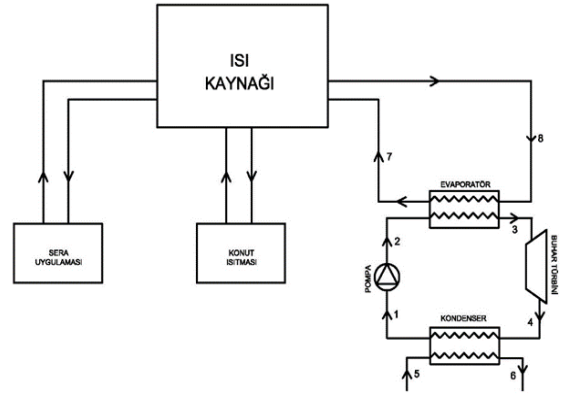 ISI
KAYNAĞI
8
7
EVAPORATÖR
3
2
SERA
UYGULAMASI
KONUT
ISITMASI
POMPA
BUHAR TÜRBİNİ
1
KONDENSER
4
5
6